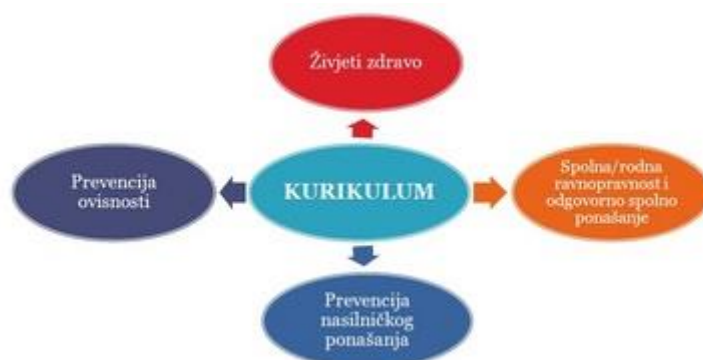 Živjeti zdravo
Prevencija
ovisnosti
KURIKULUM
Spolna/rodna
ravnopravnost i
odgovorno spolno
ponašanje
Prevencija
nasilničkog
ponašanja